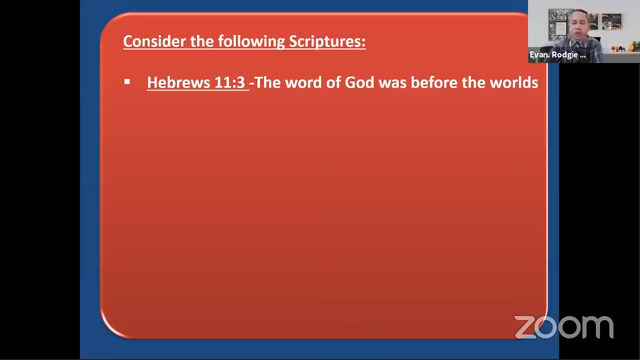 Consider the following Scriptures:
▪ Hebrews 11:3 -The word of God was before the worlds
Evan. Rodgie ...
zoom